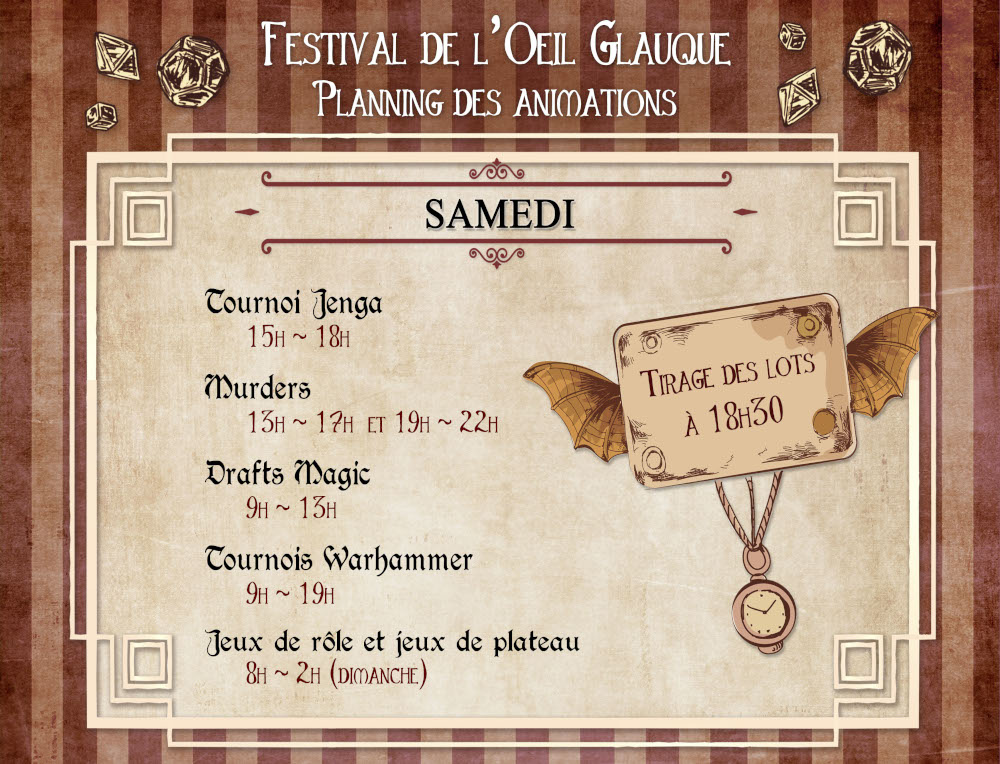 Festival de l'Oeil Glauque
Planning des animations
SAMEDI
Tournoi Jenga
15h ~ 18h
Murders
13h ~ 17h et 19h ~ 22h
Drafts Magic
9h ~ 13h
Tournois Warhammer
9h ~ 19h
Jeux de rôle et jeux de plateau
8h ~ 2h (dimanche)
Tirage des lots
à 18h30